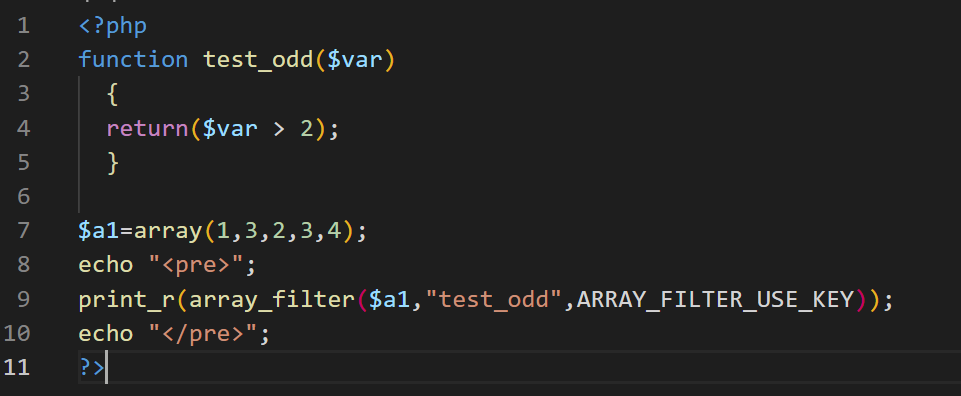 1 <?php
2 function test_odd($var)
3 {
4 return($var > 2);
5 }
6
7 $a1=array(1,3,2,3,4);
8 echo "<pre>";
9 print_r(array_filter($a1,"test_odd",ARRAY_FILTER_USE_KEY));
10 echo "</pre>";
11 ?>